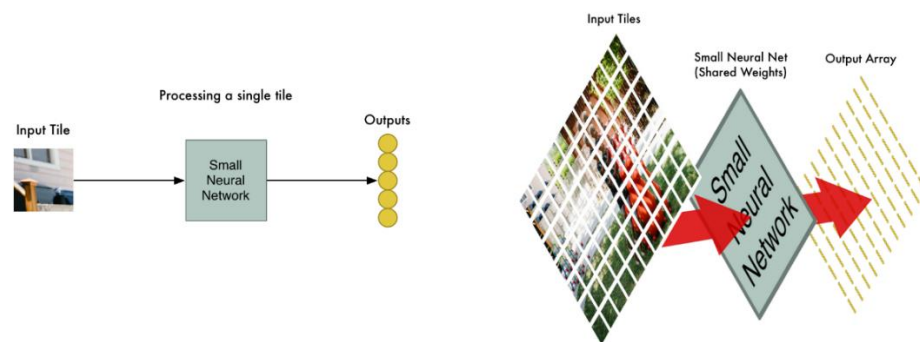 Processing a single tile
Input Tile
Small
Neural
Network
Outputs
Input Tiles
Small Neural Net
(Shared Weights)
Output Array
Small
Neural
Network